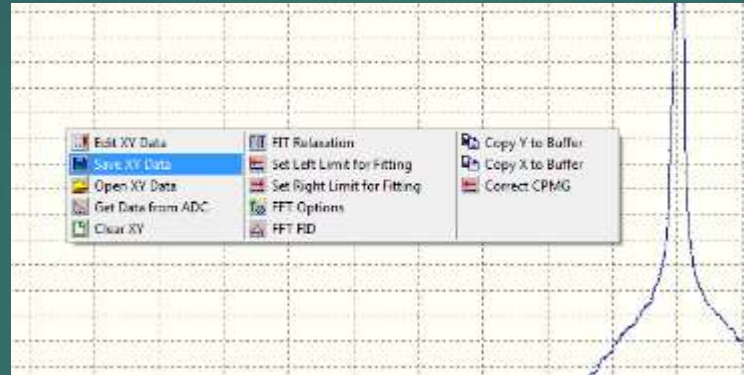 Edit XY Data
Save XY Data
Open XY Data
Get Data from ADC
Clear XY
FIT Relaxation
Set Left Limit for Fitting
Set Right Limit for Fitting
FFT Options
FFT FID
Copy Y to Buffer
Copy X to Buffer
Correct CPMG